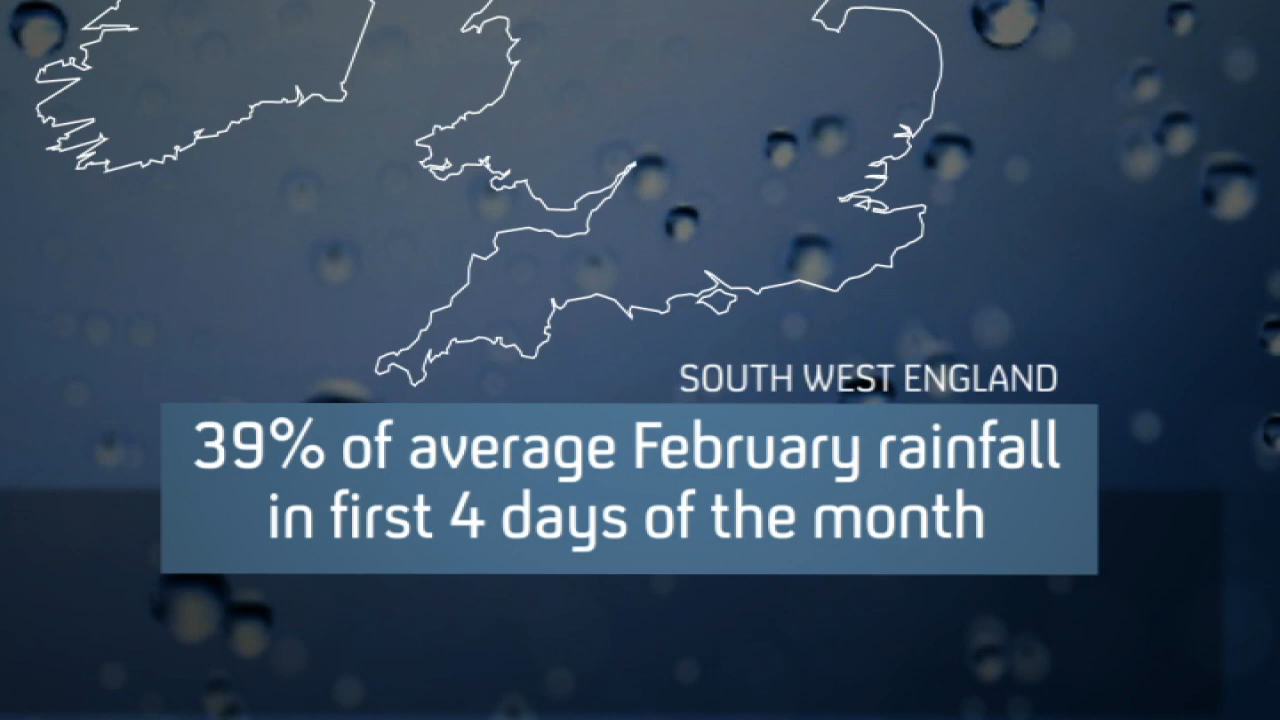 SOUTH WEST ENGLAND
39% of average February rainfall
in first 4 days of the month